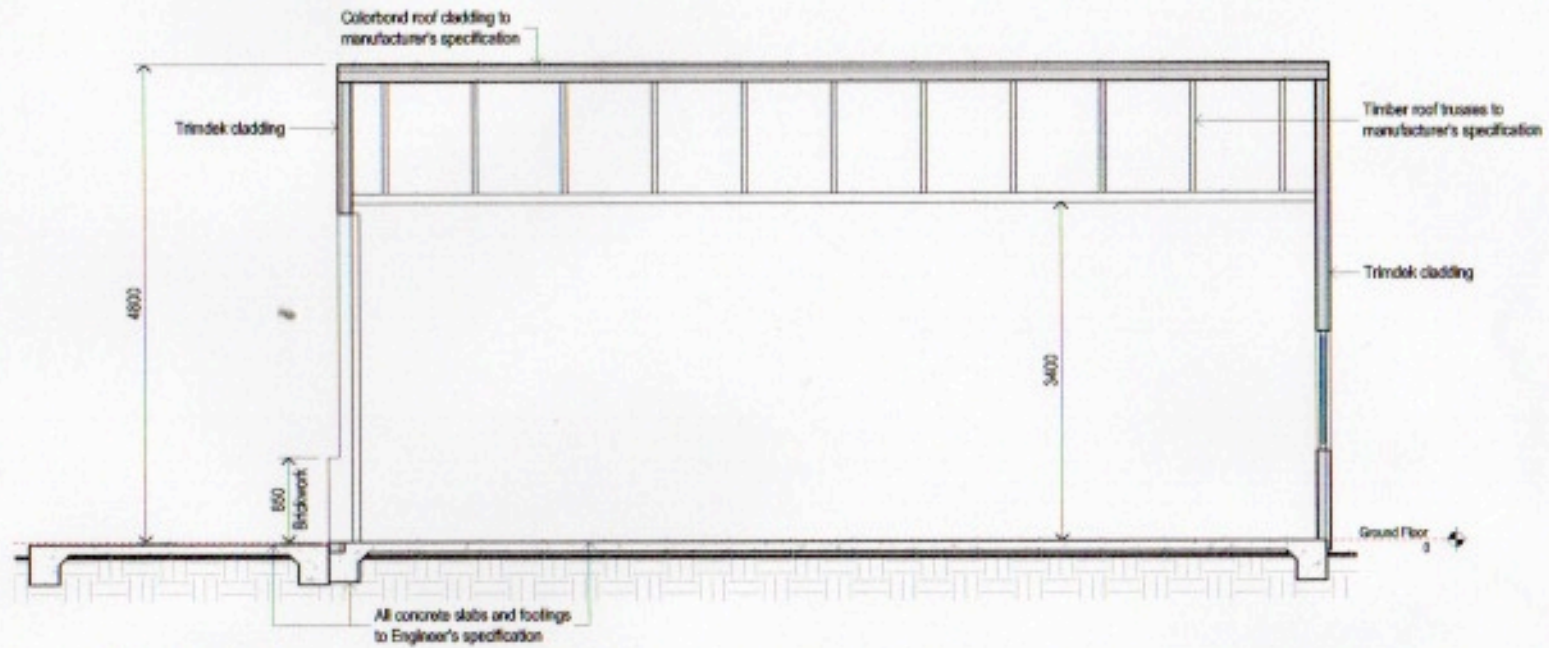 Colorbond roof cladding to
manufacturer's specification
Trimdek cladding
Timber roof trusses to
manufacturer's specification
4800
Trimdek cladding
3400
850
Brickwork
Ground Floor
0
All concrete slabs and footings
to Engineer's specification